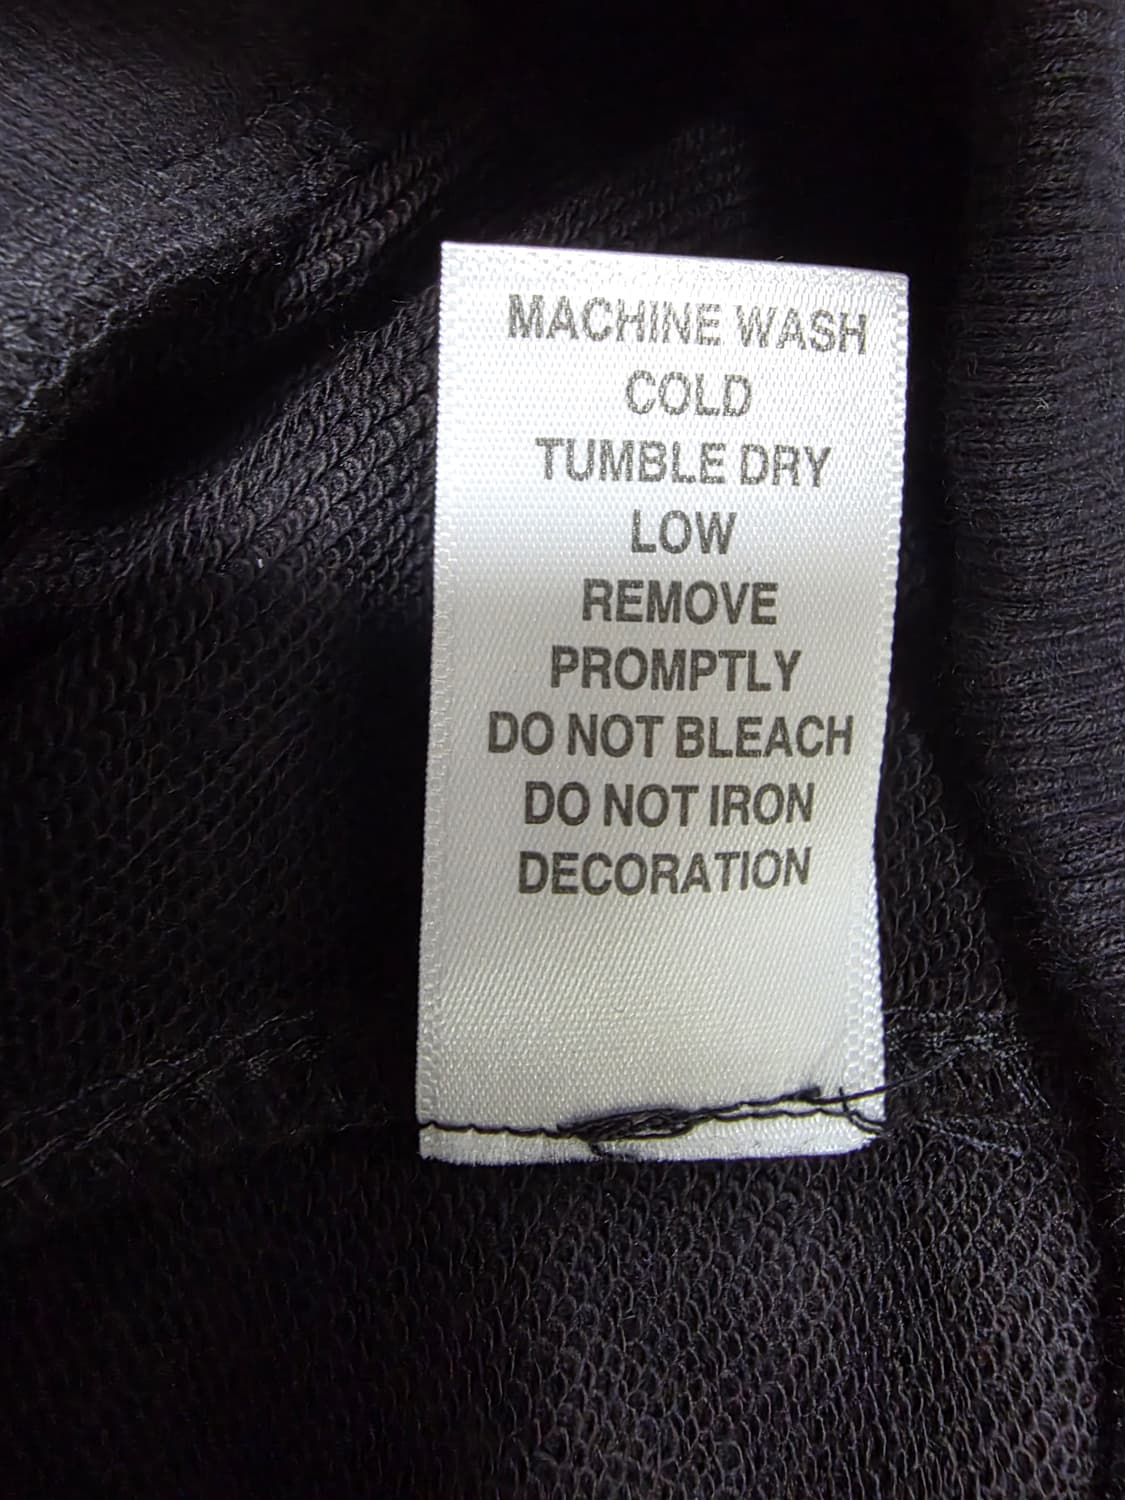 MACHINE WASH
COLD
TUMBLE DRY
LOW
REMOVE
PROMPTLY
DO NOT BLEACH
DO NOT IRON
DECORATION